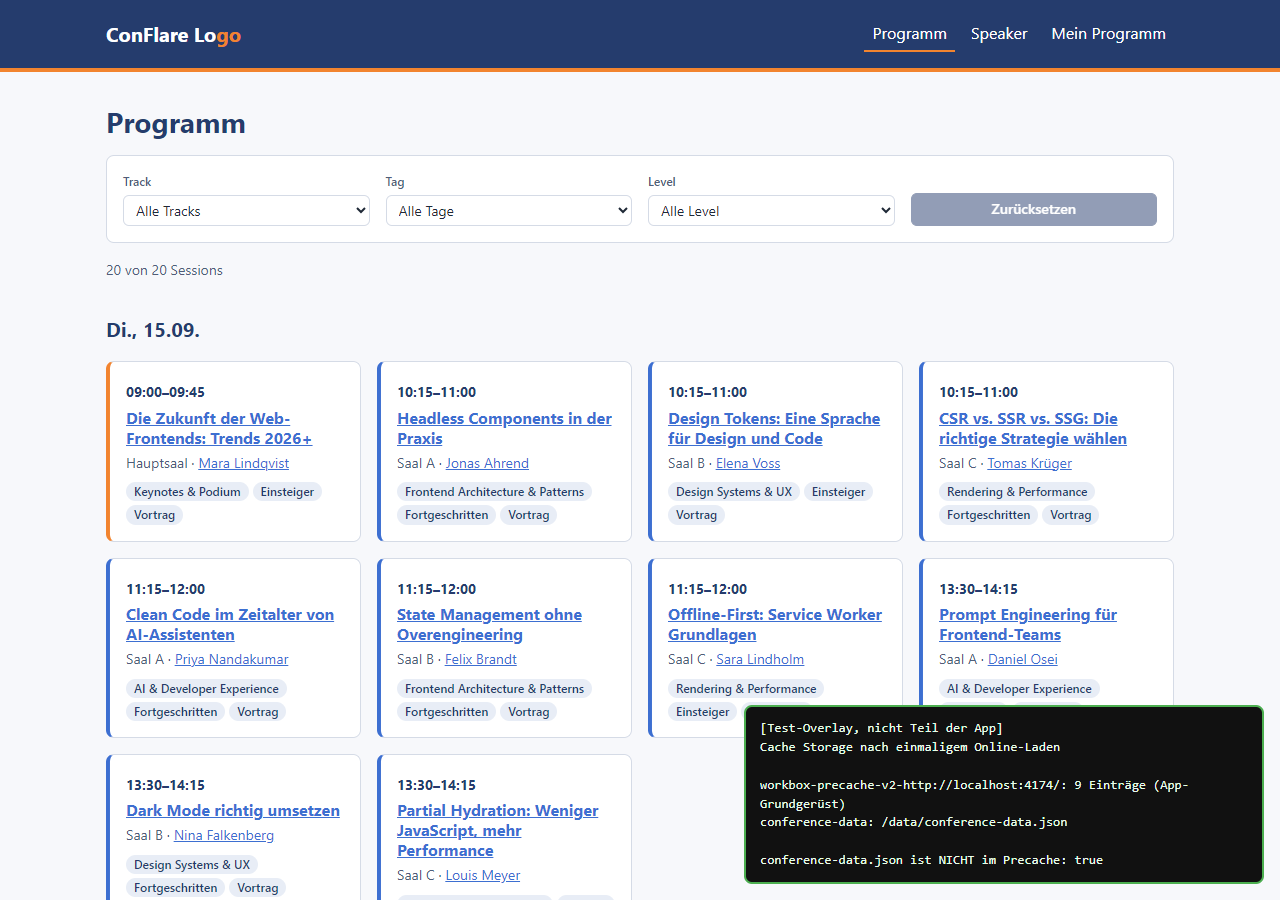 ConFlare Logo
Programm Speaker Mein Programm
Programm
Track Tag Level
Alle Tracks Alle Tage Alle Level Zurücksetzen
20 von 20 Sessions
Di., 15.09.
09:00–09:45
Die Zukunft der Web-
Frontends: Trends 2026+
Hauptsaal · Mara Lindqvist
Keynotes & Podium Einsteiger
Vortrag
10:15–11:00
Headless Components in der
Praxis
Saal A · Jonas Ahrend
Frontend Architecture & Patterns
Fortgeschritten Vortrag
10:15–11:00
Design Tokens: Eine Sprache
für Design und Code
Saal B · Elena Voss
Design Systems & UX Einsteiger
Vortrag
10:15–11:00
CSR vs. SSR vs. SSG: Die
richtige Strategie wählen
Saal C · Tomas Krüger
Rendering & Performance
Fortgeschritten Vortrag
11:15–12:00
Clean Code im Zeitalter von
AI-Assistenten
Saal A · Priya Nandakumar
AI & Developer Experience
Fortgeschritten Vortrag
11:15–12:00
State Management ohne
Overengineering
Saal B · Felix Brandt
Frontend Architecture & Patterns
Fortgeschritten Vortrag
11:15–12:00
Offline-First: Service Worker
Grundlagen
Saal C · Sara Lindholm
Rendering & Performance
Einsteiger
13:30–14:15
Prompt Engineering für
Frontend-Teams
Saal A · Daniel Osei
AI & Developer Experience
13:30–14:15
Dark Mode richtig umsetzen
Saal B · Nina Falkenberg
Design Systems & UX
Fortgeschritten Vortrag
13:30–14:15
Partial Hydration: Weniger
JavaScript, mehr
Performance
Saal C · Louis Meyer
[Test-Overlay, nicht Teil der App]
Cache Storage nach einmaligem Online-Laden
workbox-precache-v2-http://localhost:4174/: 9 Einträge (App-
Grundgerüst)
conference-data: /data/conference-data.json
conference-data.json ist NICHT im Precache: true